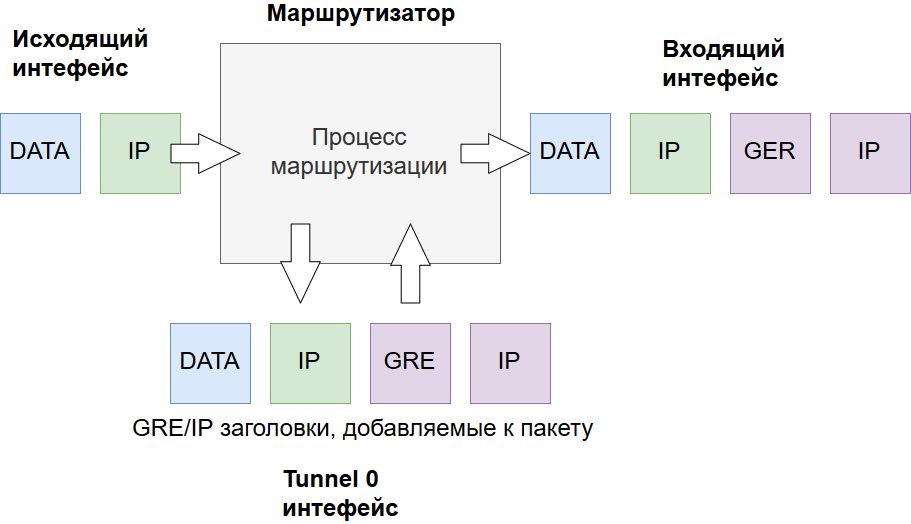 Маршрутизатор
Исходящий
интефейс
Входящий
интефейс
DATA
IP
Процесс
маршрутизации
DATA
IP
GER
IP
DATA
IP
GRE
IP
GRE/IP заголовки, добавляемые к пакету
Tunnel 0
интефейс